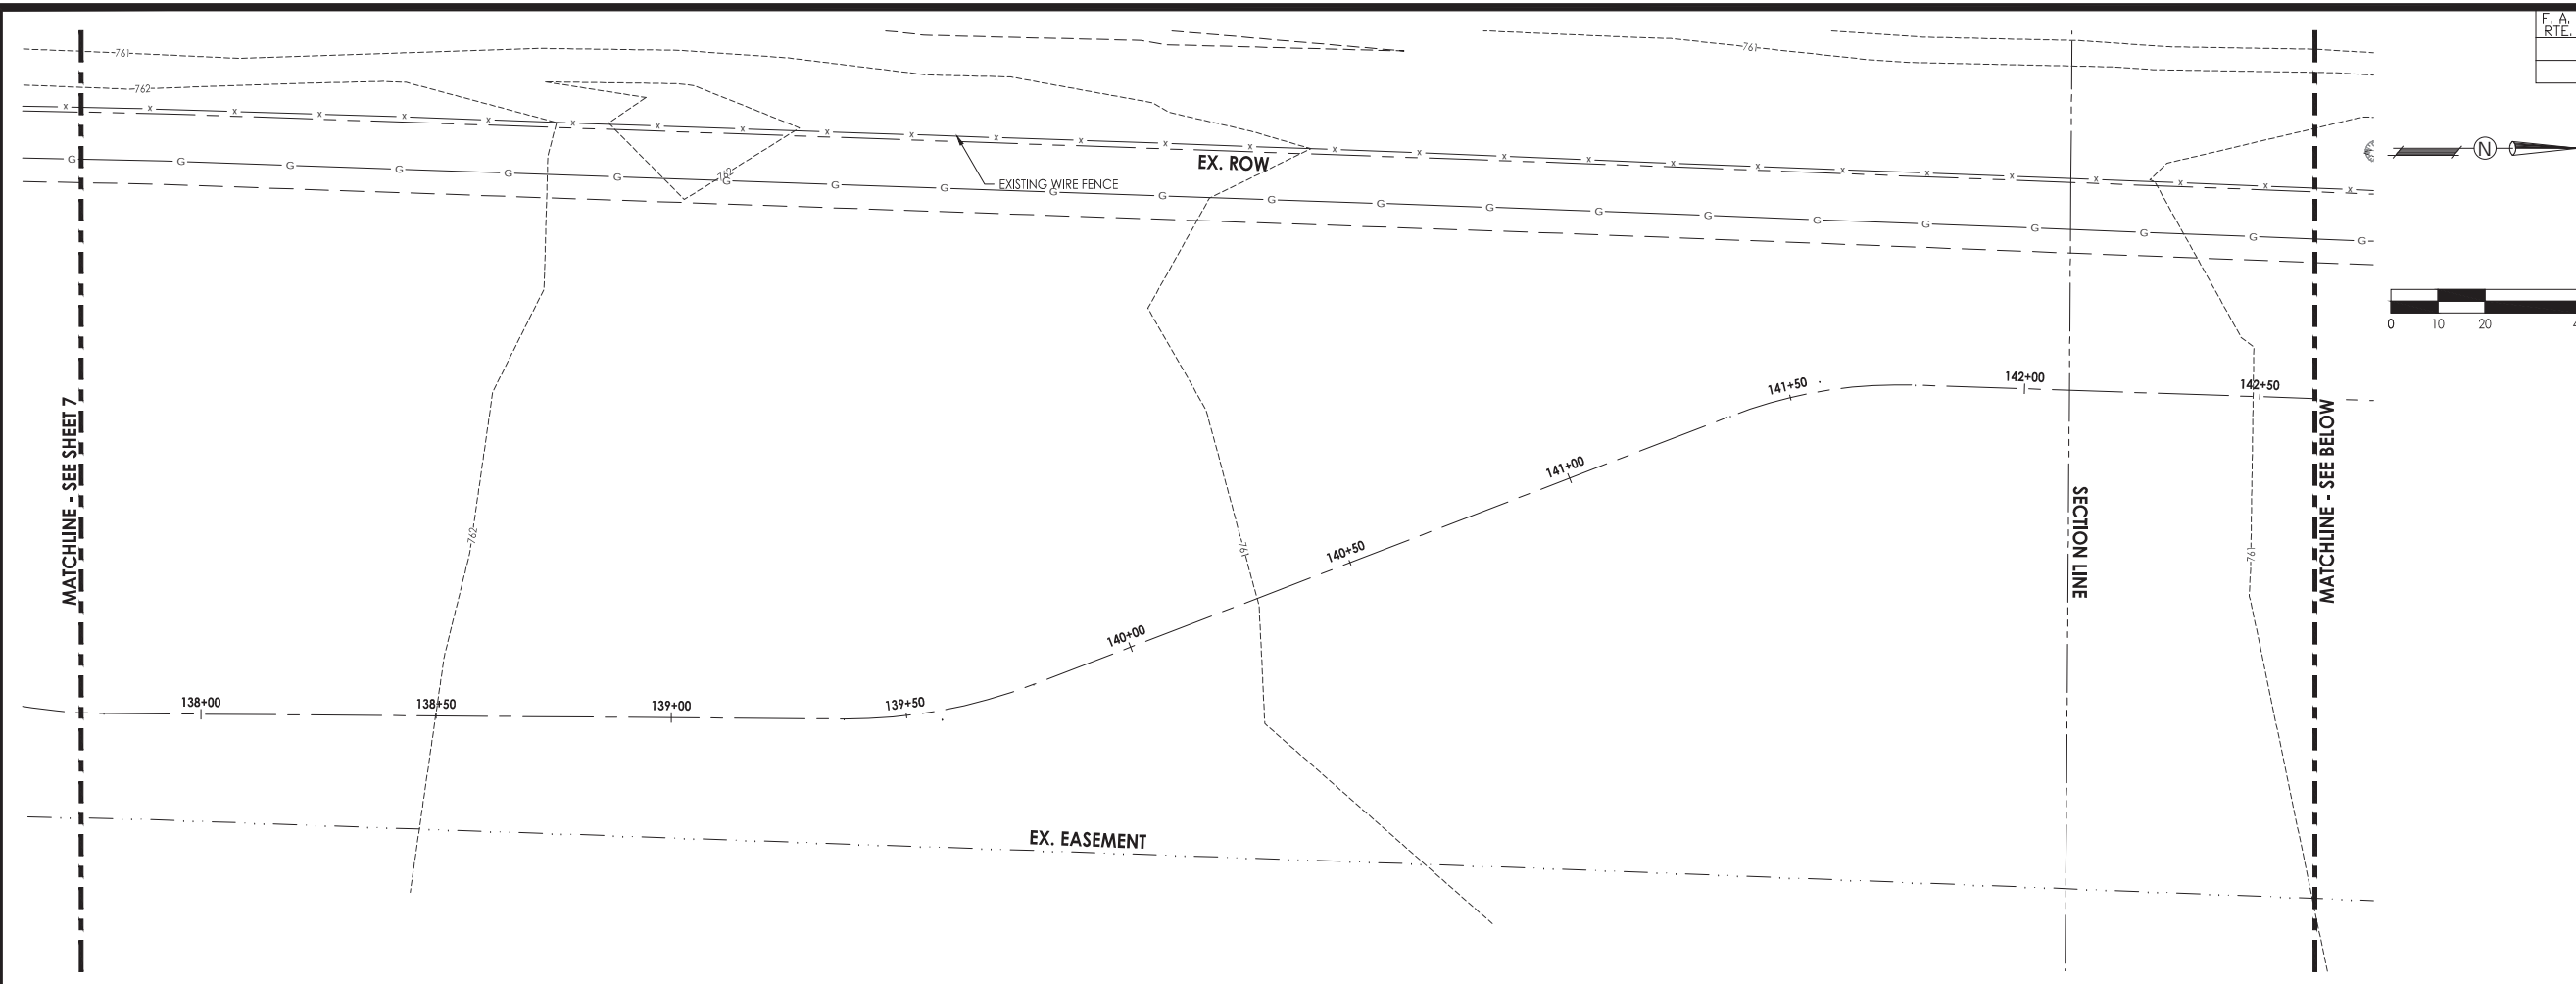 F. A.
RTE.
761
761
762
EX. ROW
762
EXISTING WIRE FENCE
N
0 10 20 4
MATCHLINE - SEE SHEET 7
141+50
142+00
142+50
141+00
140+50
140+00
762
761
761
SECTION LINE
MATCHLINE - SEE BELOW
138+00
138+50
139+00
139+50
EX. EASEMENT
x x x x x x x x x x x x x x x x x x x x x x x x x x x x
G G G G G G G G G G G G G G G G G G G G G G